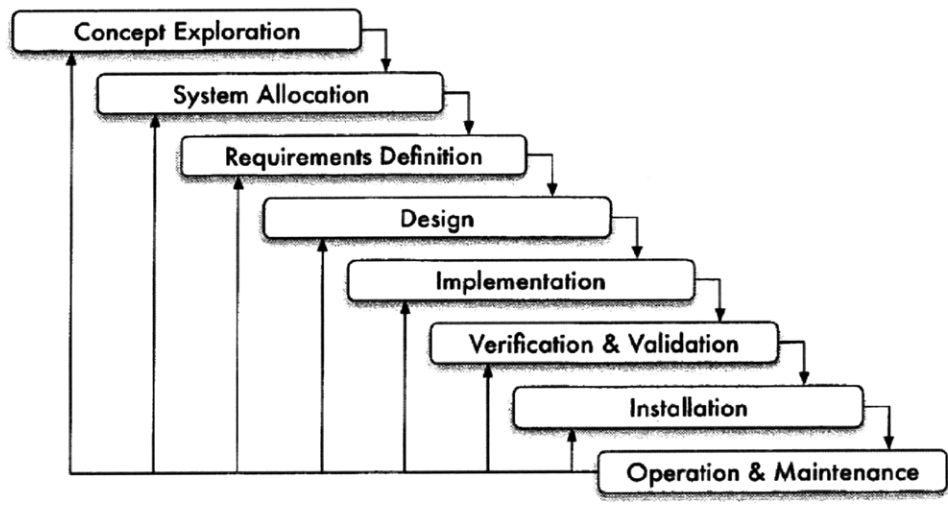 Concept Exploration
System Allocation
Requirements Definition
Design
Implementation
Verification & Validation
Installation
Operation & Maintenance